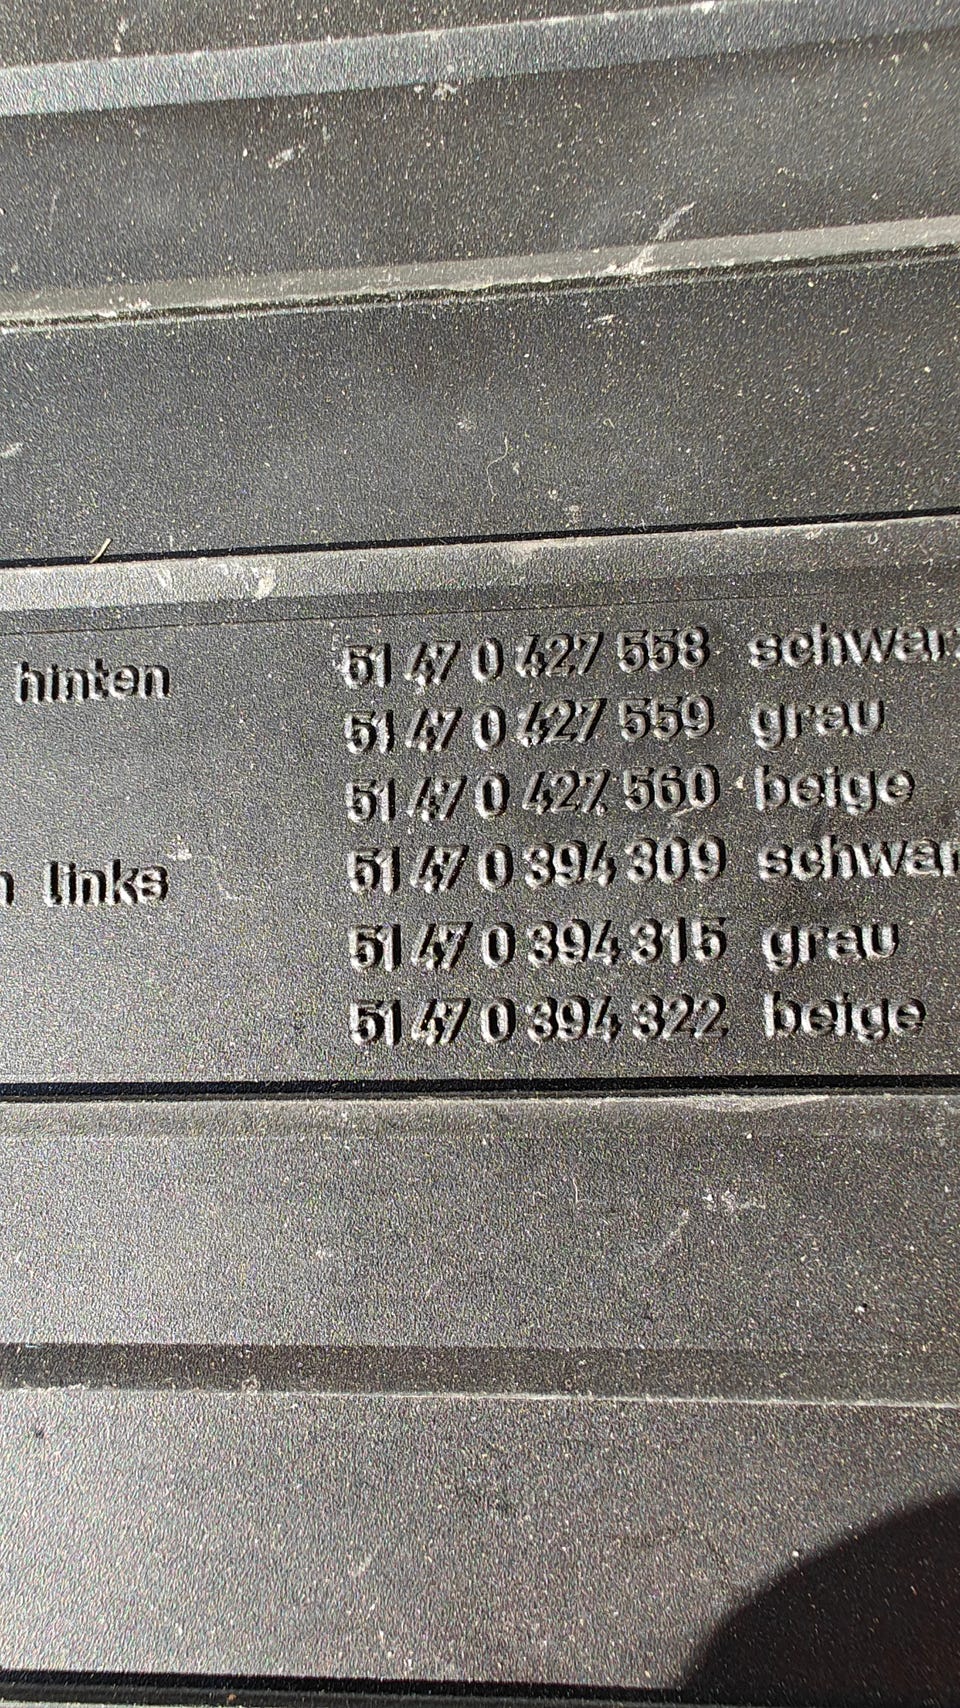 hinten 51 47 0 427 558 schwar
51 47 0 427 559 grau
51 47 0 427 560 beige
n links 51 47 0 394 309 schwar
51 47 0 394 315 grau
51 47 0 394 322 beige